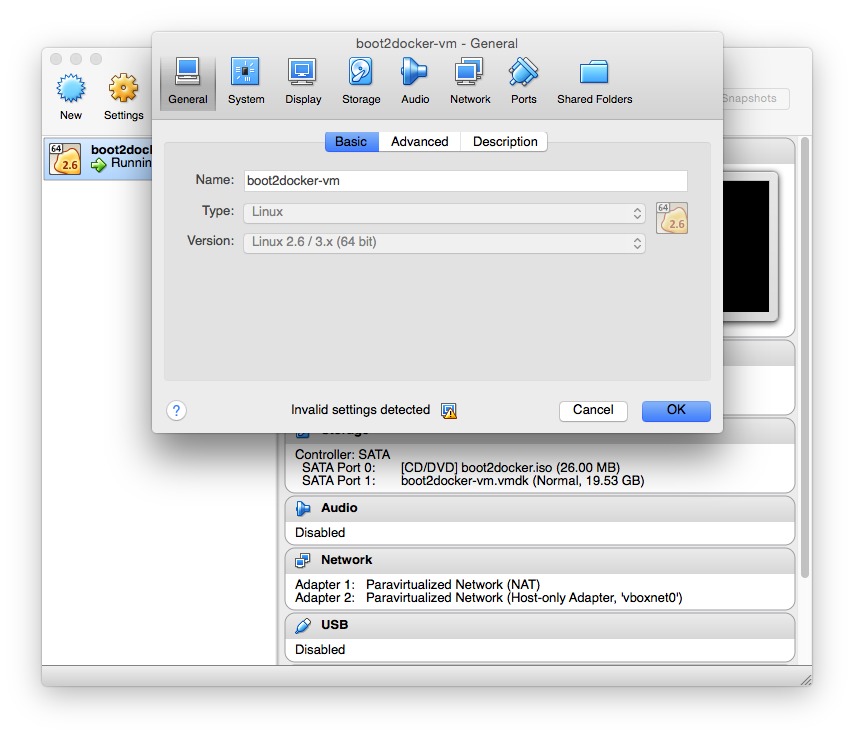 boot2docker-vm - General
General
System
Display
Storage
Audio
Network
Ports
Shared Folders
New
Settings
Snapshots
Basic
Advanced
Description
64
2.6
boot2doc
Runnin
Name: boot2docker-vm
Type: Linux
64
2.6
Version: Linux 2.6 / 3.x (64 bit)
? Invalid settings detected
Cancel
OK
Storage
Controller: SATA
SATA Port 0: [CD/DVD] boot2docker.iso (26.00 MB)
SATA Port 1: boot2docker-vm.vmdk (Normal, 19.53 GB)
Audio
Disabled
Network
Adapter 1: Paravirtualized Network (NAT)
Adapter 2: Paravirtualized Network (Host-only Adapter, 'vboxnet0')
USB
Disabled